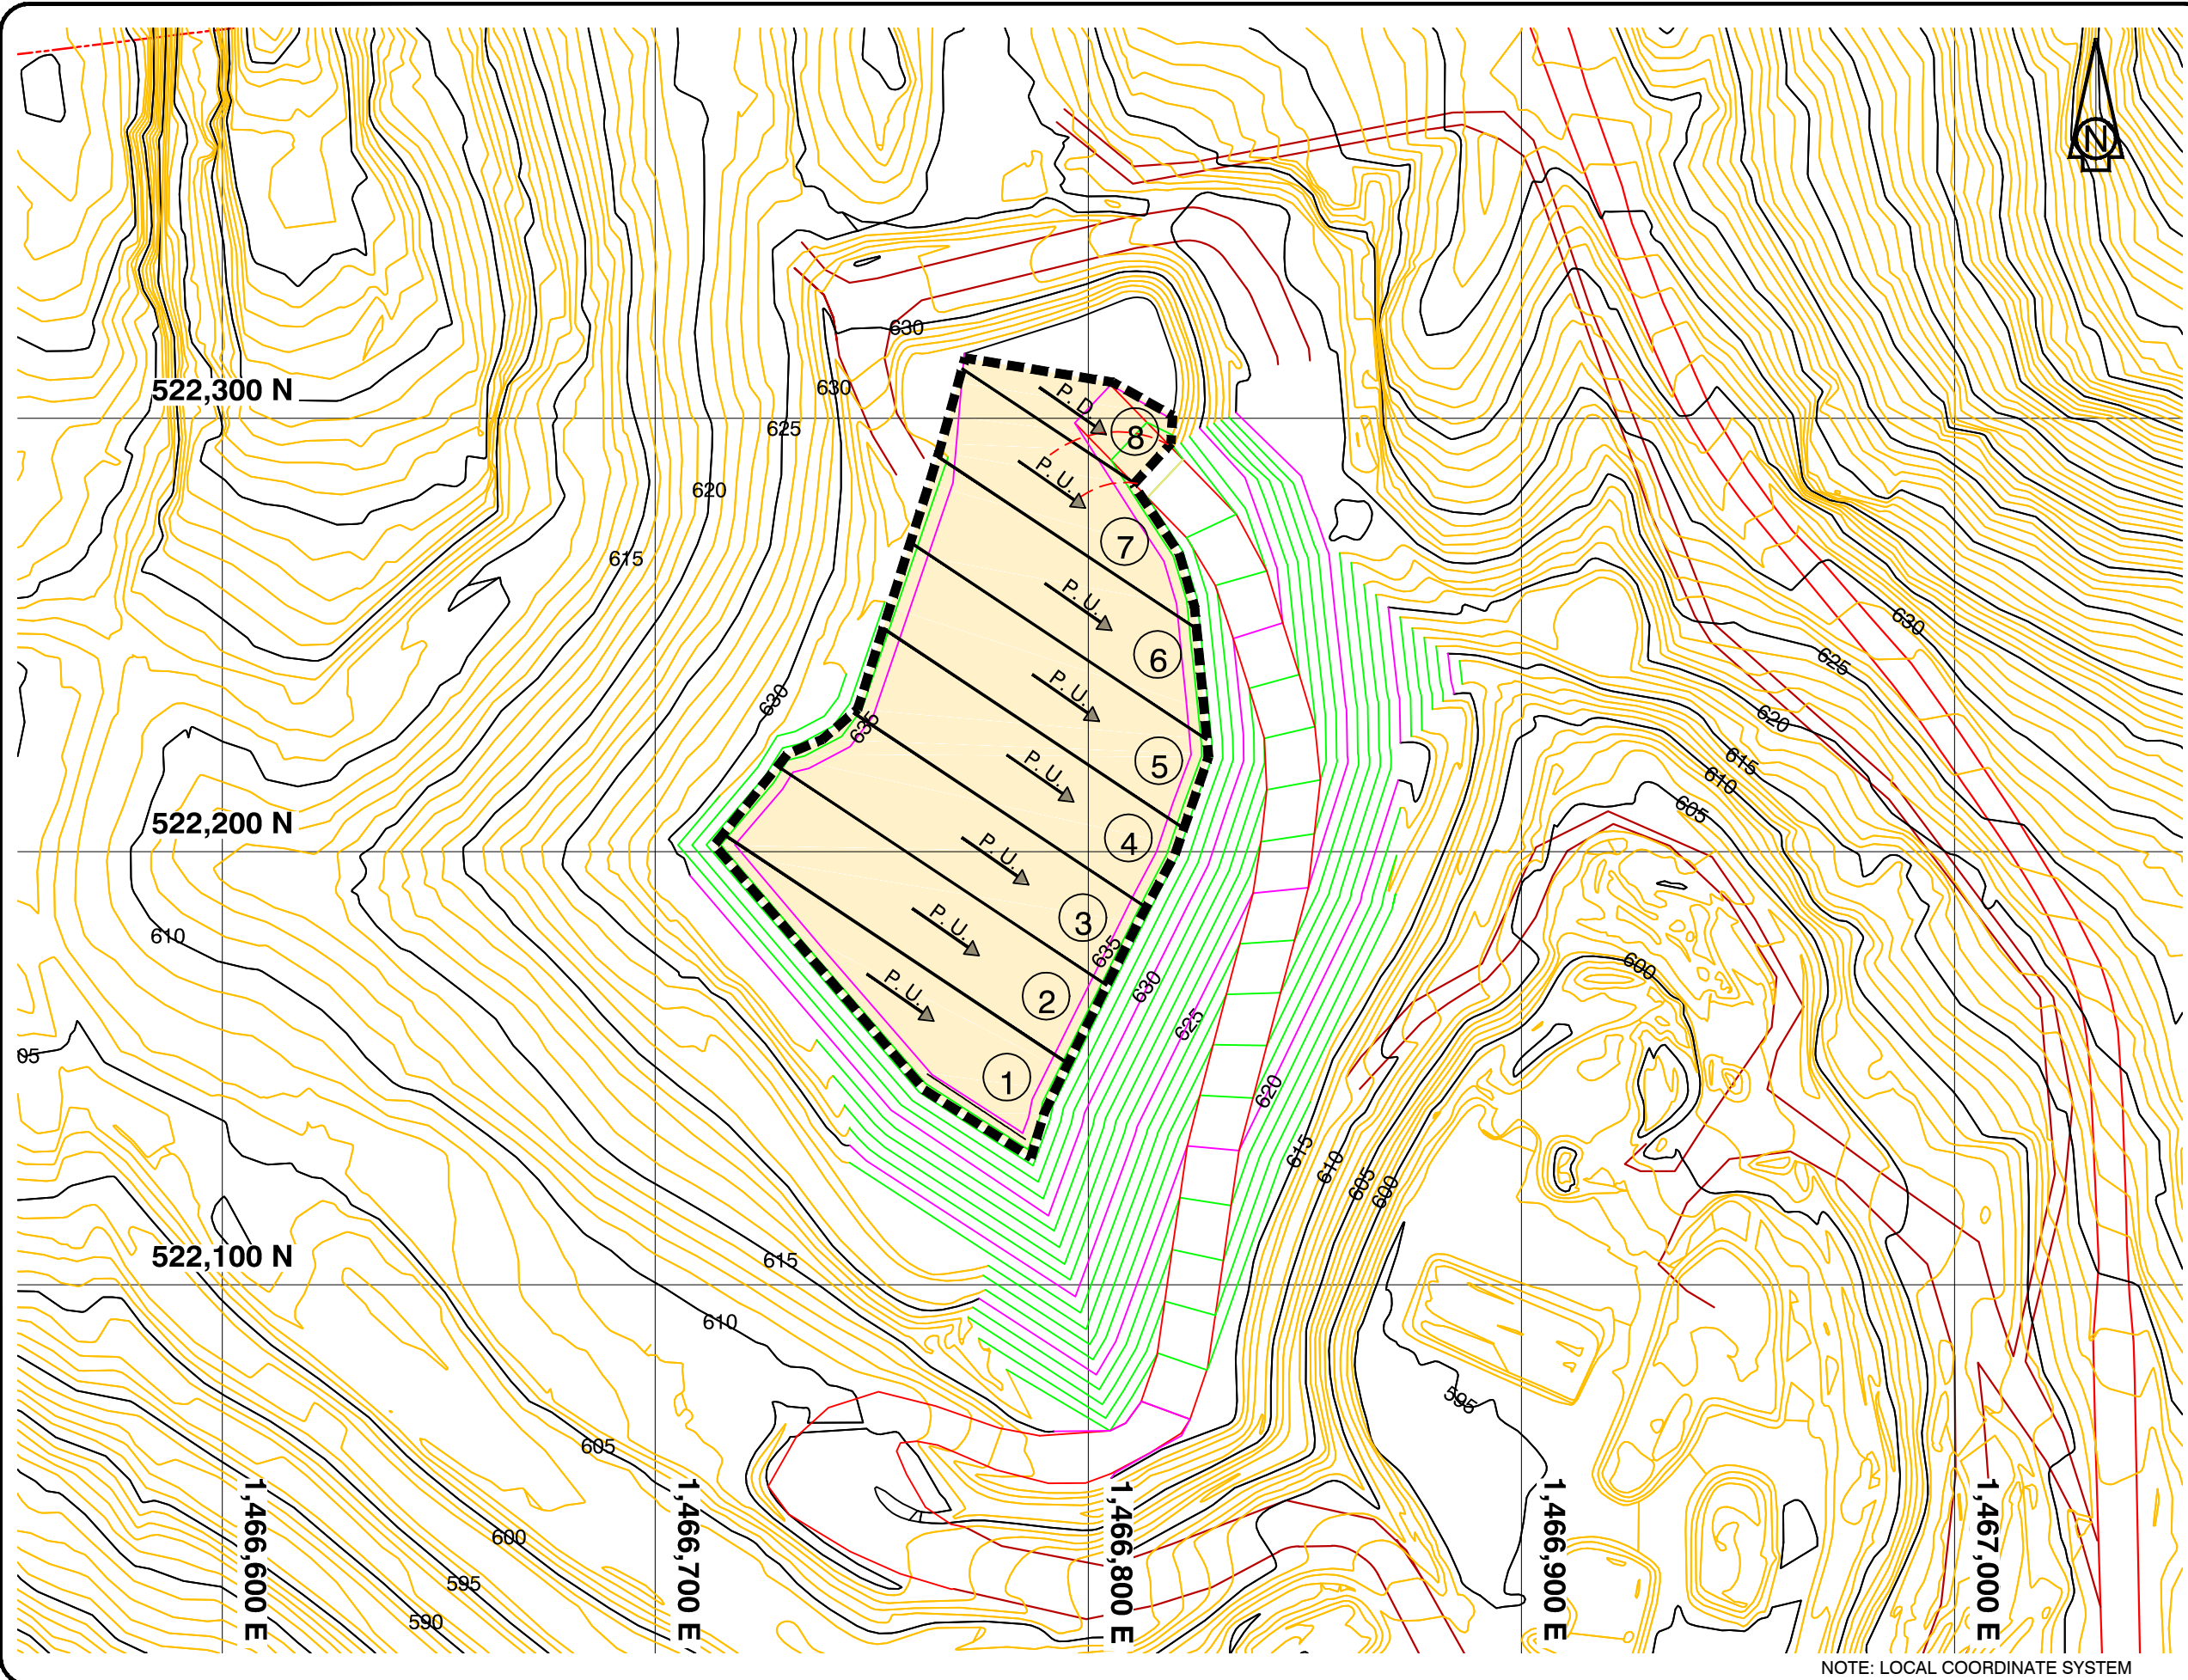 N
630
522,300 N
630
P. D.
625
8
P. U.
620
7
615
P. U.
630
6
625
P. U.
630
635
620
5
615
P. U.
610
605
522,200 N
4
P. U.
3
610
P. U.
635
600
2
630
P. U.
625
05
1
620
615
610
605
600
522,100 N
615
610
595
605
1,466,600 E
1,466,700 E
1,466,800 E
1,466,900 E
1,467,000 E
600
595
590
NOTE: LOCAL COORDINATE SYSTEM